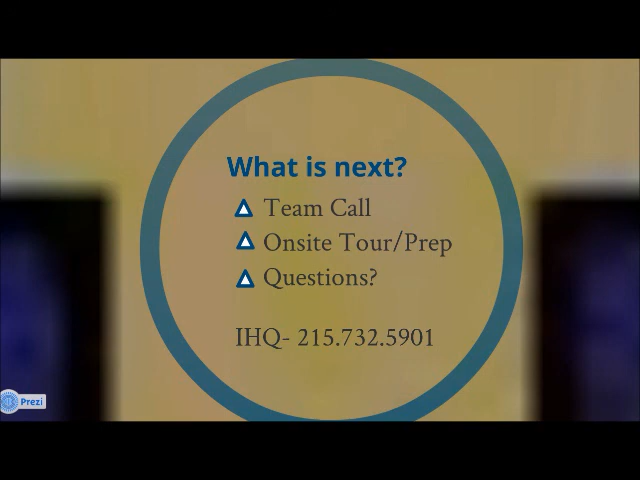 What is next?
Team Call
Onsite Tour/Prep
Questions?
IHQ- 215.732.5901
Prezi